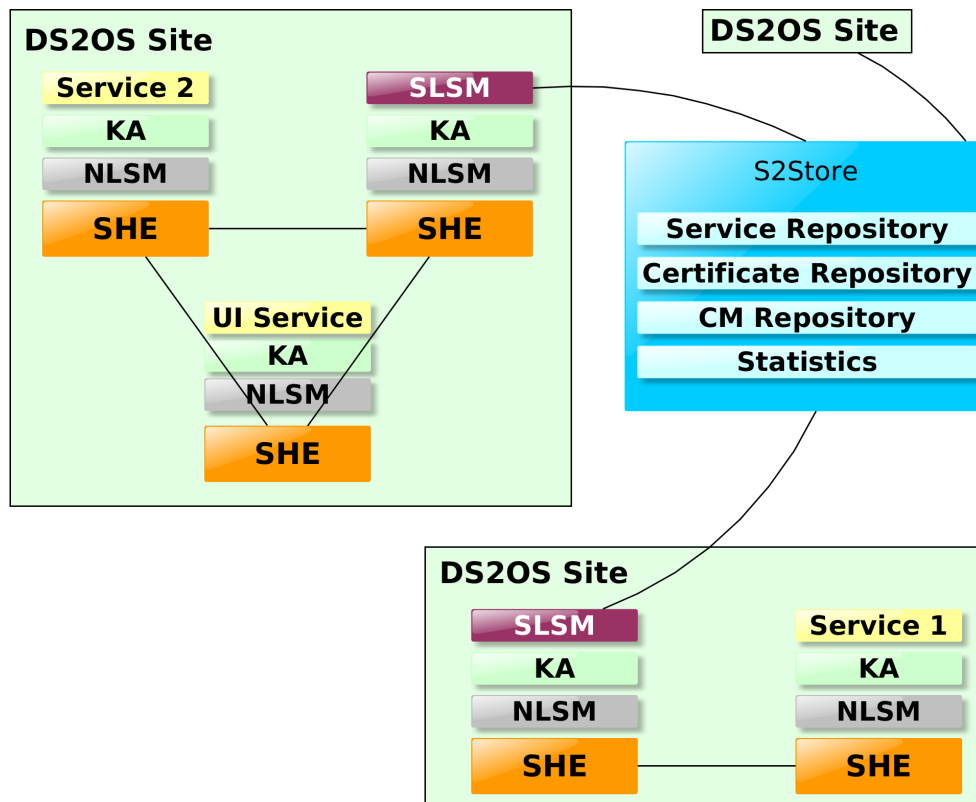 DS2OS Site
Service 2
KA
NLSM
SHE
SLSM
KA
NLSM
SHE
UI Service
KA
NLSM
SHE
DS2OS Site
S2Store
Service Repository
Certificate Repository
CM Repository
Statistics
DS2OS Site
SLSM
KA
NLSM
SHE
Service 1
KA
NLSM
SHE